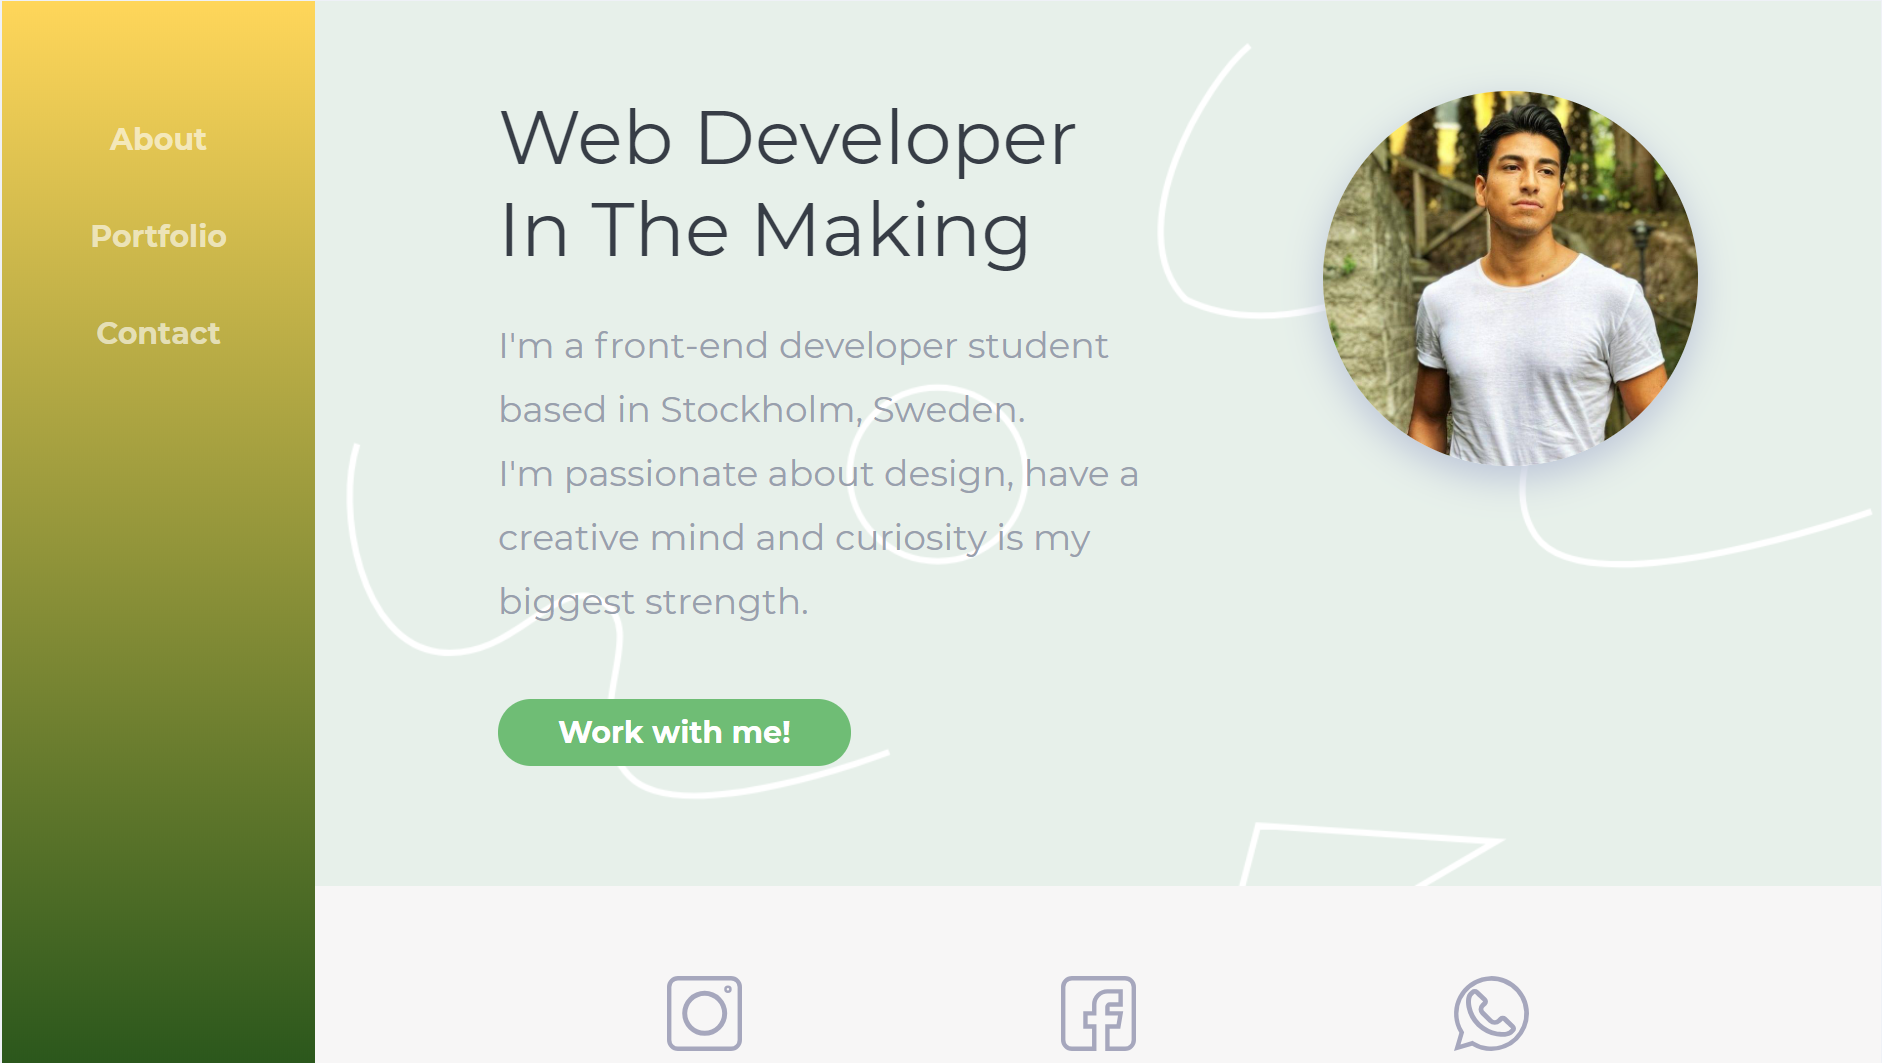 About
Portfolio
Contact
Web Developer
In The Making
I'm a front-end developer student
based in Stockholm, Sweden.
I'm passionate about design, have a
creative mind and curiosity is my
biggest strength.
Work with me!